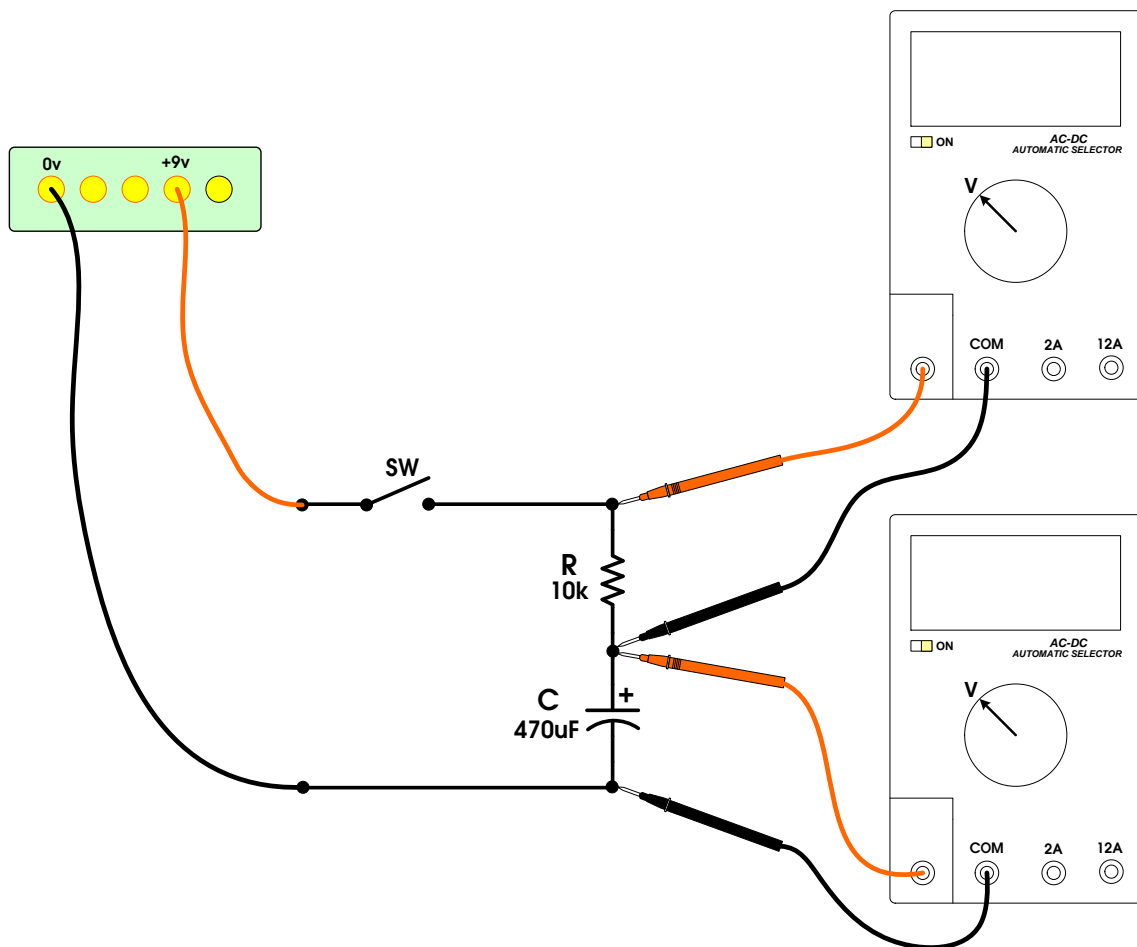 0v
+9v
ON
AC-DC
AUTOMATIC SELECTOR
V
COM
2A
12A
SW
R
10k
C
+
470uF
ON
AC-DC
AUTOMATIC SELECTOR
V
COM
2A
12A